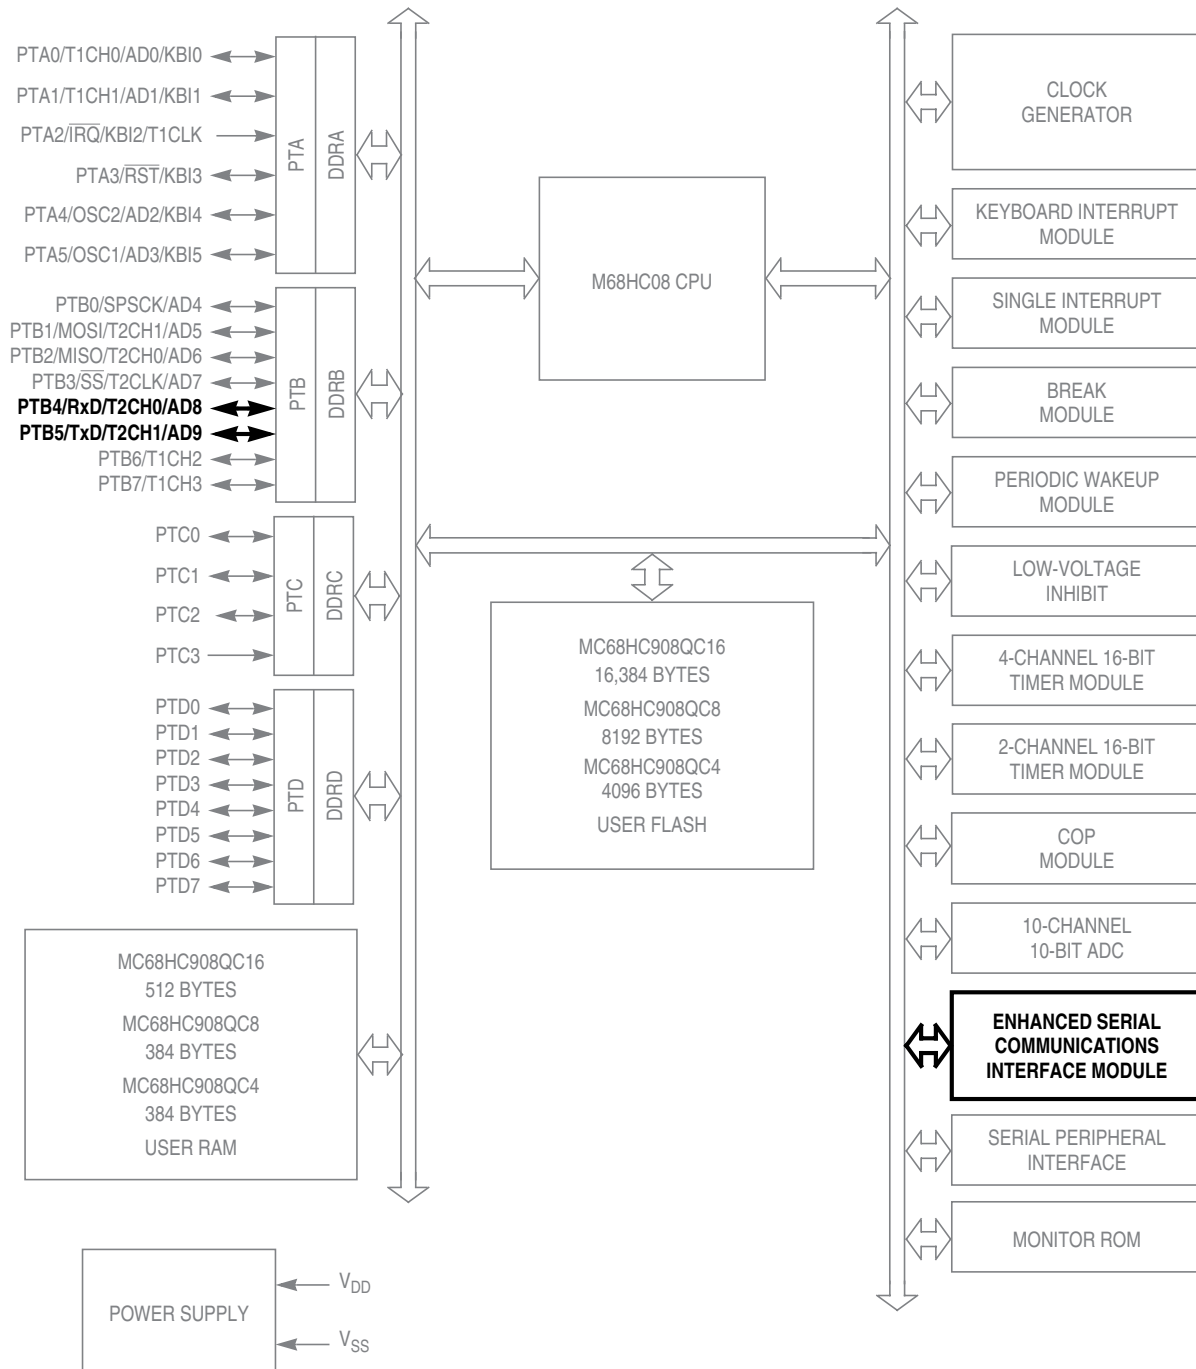 PTA0/T1CH0/AD0/KBI0
PTA1/T1CH1/AD1/KBI1
PTA2/I̅R̅Q̅/KBI2/T1CLK
PTA3/R̅S̅T̅/KBI3
PTA4/OSC2/AD2/KBI4
PTA5/OSC1/AD3/KBI5
PTA
DDRA
PTB0/SPSCK/AD4
PTB1/MOSI/T2CH1/AD5
PTB2/MISO/T2CH0/AD6
PTB3/S̅S̅/T2CLK/AD7
PTB4/RxD/T2CH0/AD8
PTB5/TxD/T2CH1/AD9
PTB6/T1CH2
PTB7/T1CH3
PTB
DDRB
PTC0
PTC1
PTC2
PTC3
PTC
DDRC
PTD0
PTD1
PTD2
PTD3
PTD4
PTD5
PTD6
PTD7
PTD
DDRD
MC68HC908QC16
512 BYTES
MC68HC908QC8
384 BYTES
MC68HC908QC4
384 BYTES
USER RAM
POWER SUPPLY
VDD
VSS
M68HC08 CPU
MC68HC908QC16
16,384 BYTES
MC68HC908QC8
8192 BYTES
MC68HC908QC4
4096 BYTES
USER FLASH
CLOCK
GENERATOR
KEYBOARD INTERRUPT
MODULE
SINGLE INTERRUPT
MODULE
BREAK
MODULE
PERIODIC WAKEUP
MODULE
LOW-VOLTAGE
INHIBIT
4-CHANNEL 16-BIT
TIMER MODULE
2-CHANNEL 16-BIT
TIMER MODULE
COP
MODULE
10-CHANNEL
10-BIT ADC
ENHANCED SERIAL
COMMUNICATIONS
INTERFACE MODULE
SERIAL PERIPHERAL
INTERFACE
MONITOR ROM